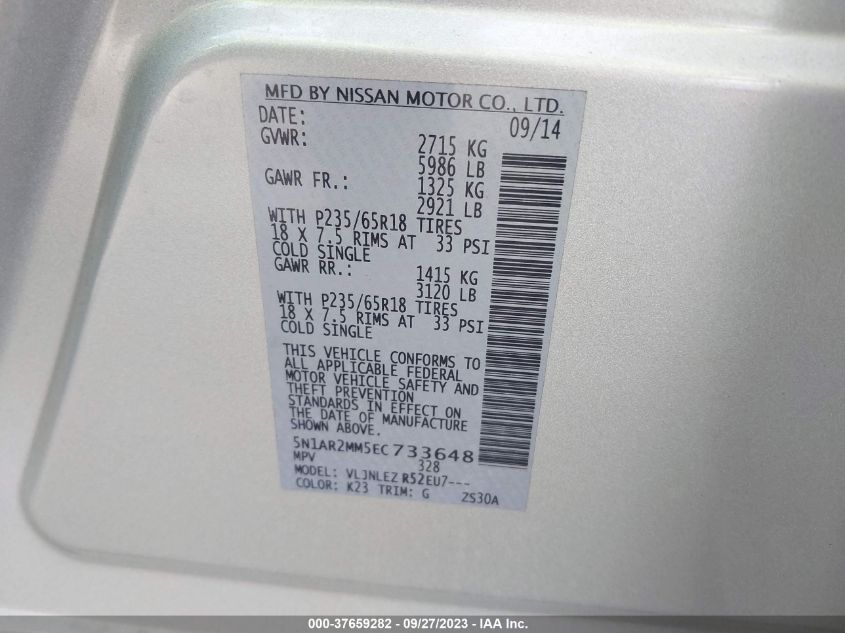 MFD BY NISSAN MOTOR CO., LTD.
DATE: 09/14
GVWR: 2715 KG
5986 LB
GAWR FR.: 1325 KG
2921 LB
WITH P235/65R18 TIRES
18 X 7.5 RIMS AT 33 PSI
COLD SINGLE
GAWR RR.: 1415 KG
3120 LB
WITH P235/65R18 TIRES
18 X 7.5 RIMS AT 33 PSI
COLD SINGLE
THIS VEHICLE CONFORMS TO
ALL APPLICABLE FEDERAL
MOTOR VEHICLE SAFETY AND
THEFT PREVENTION
STANDARDS IN EFFECT ON
THE DATE OF MANUFACTURE
SHOWN ABOVE.
5N1AR2MM5EC733648
MPV 328
MODEL: VLJNLEZ R52EU7---
COLOR: K23 TRIM: G ZS30A
000-37659282 - 09/27/2023 - IAA Inc.